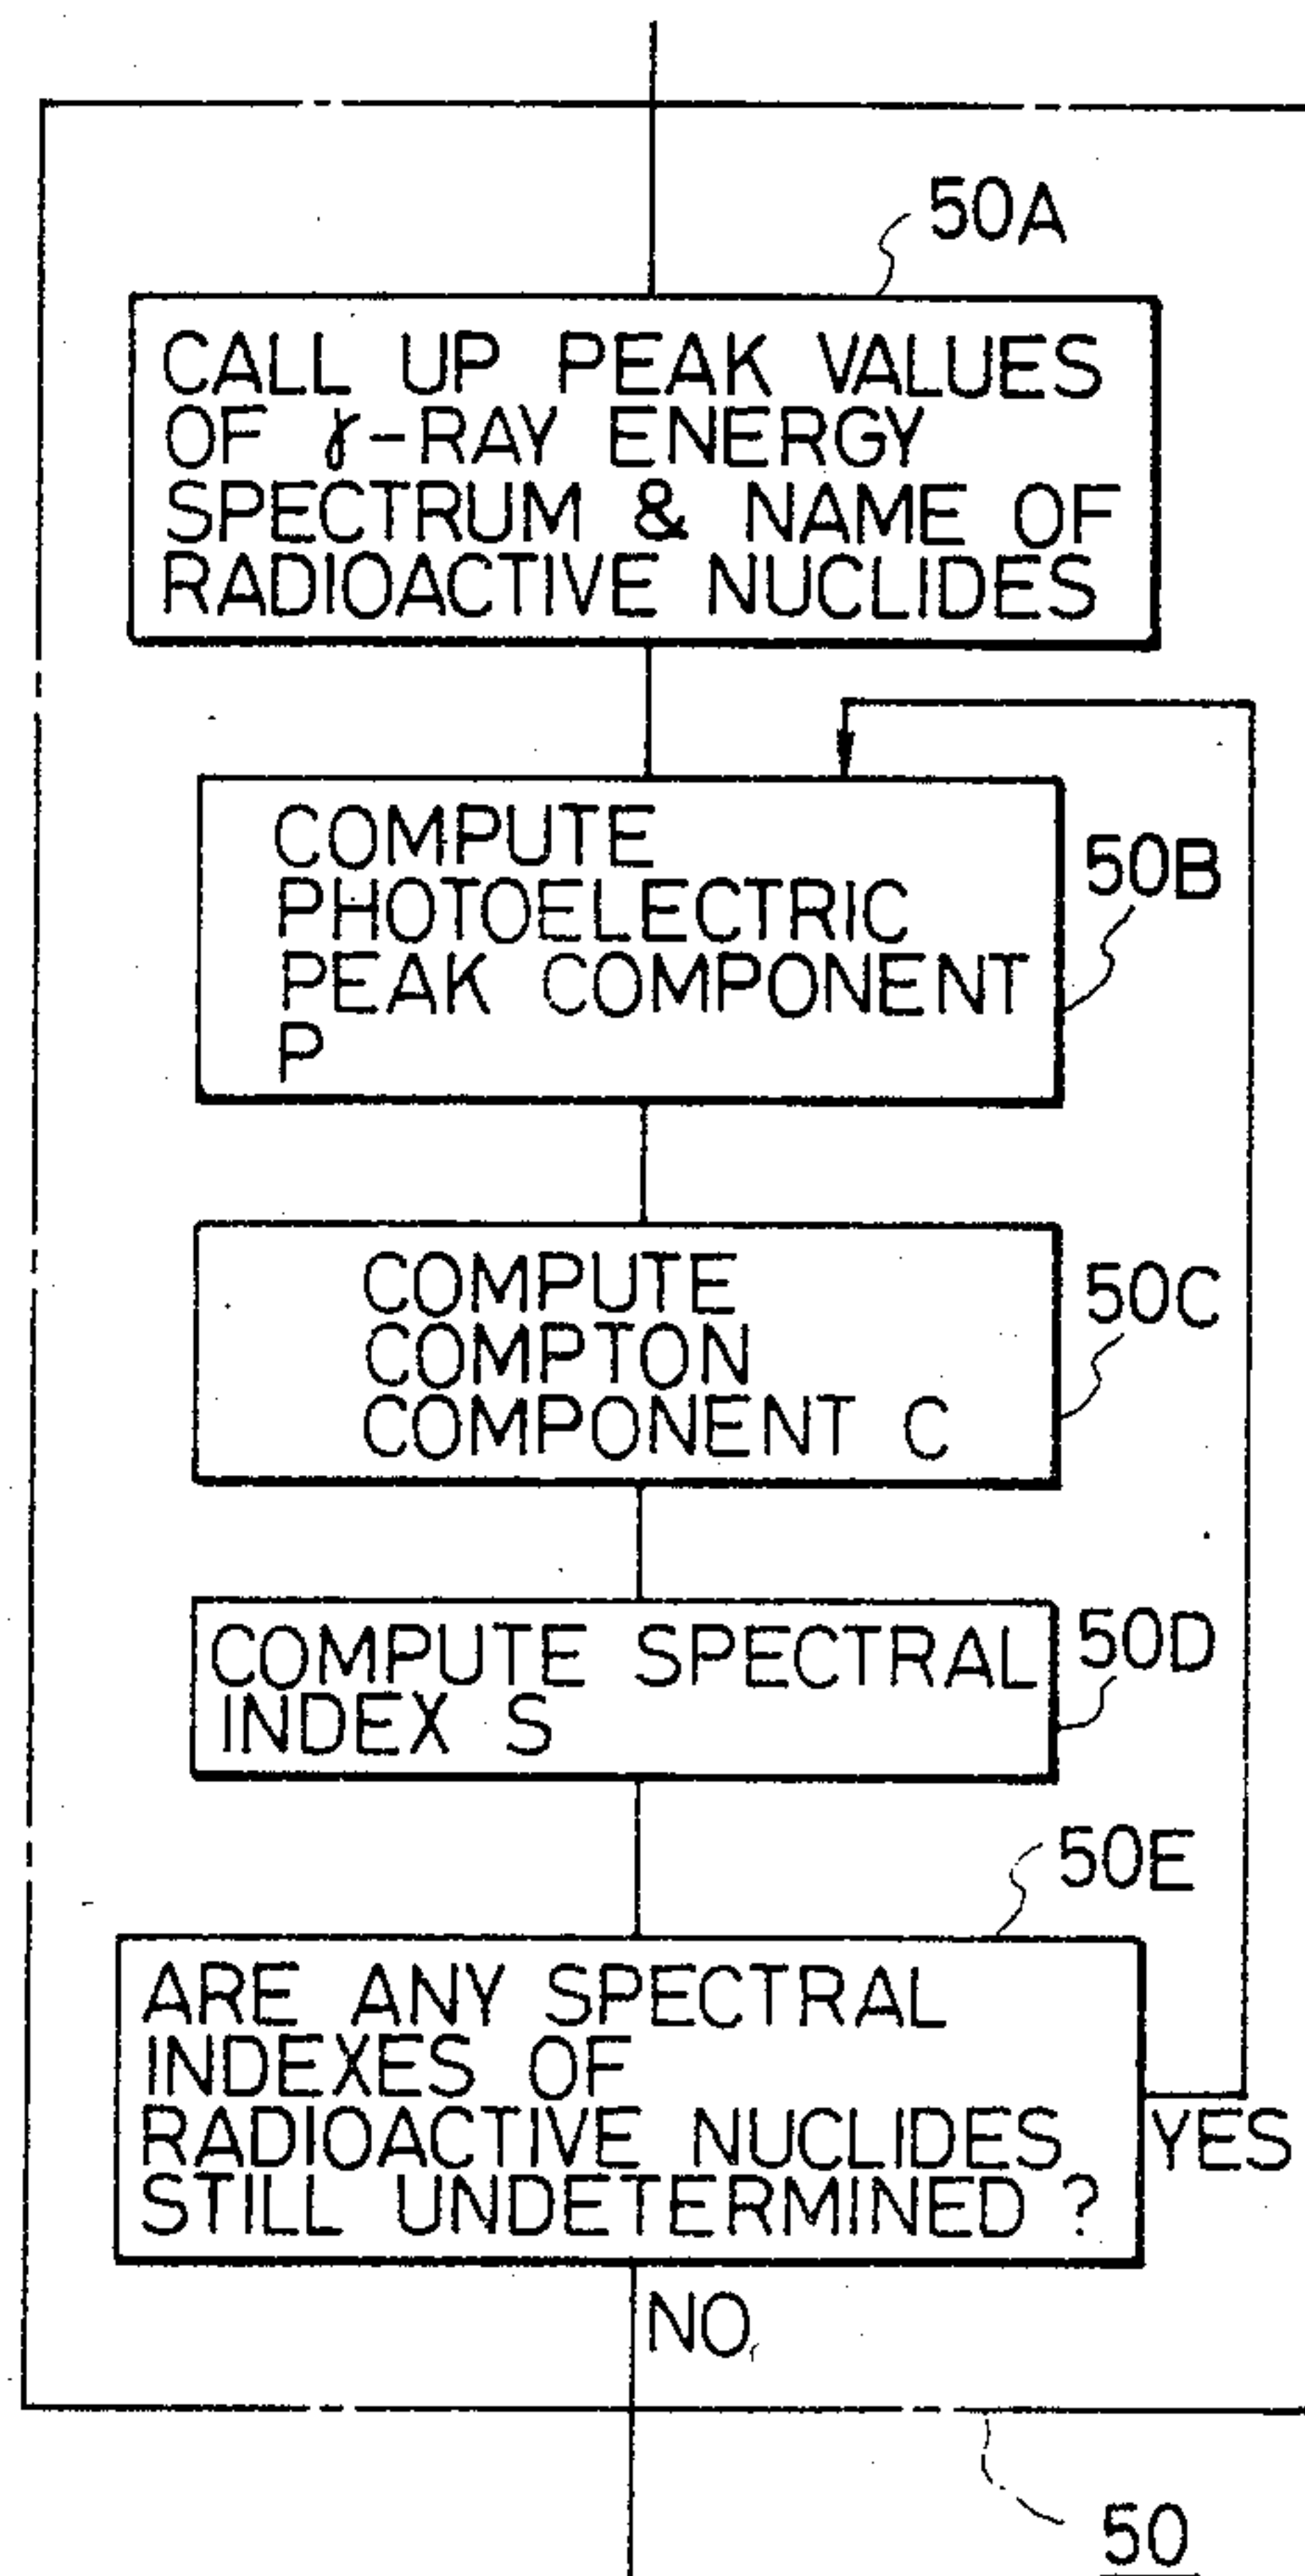 50A
CALL UP PEAK VALUES
OF γ-RAY ENERGY
SPECTRUM & NAME OF
RADIOACTIVE NUCLIDES
COMPUTE
PHOTOELECTRIC
PEAK COMPONENT
P
50B
COMPUTE
COMPTON
COMPONENT C
50C
COMPUTE SPECTRAL
INDEX S
50D
50E
ARE ANY SPECTRAL
INDEXES OF
RADIOACTIVE NUCLIDES
STILL UNDETERMINED ?
YES
NO
50